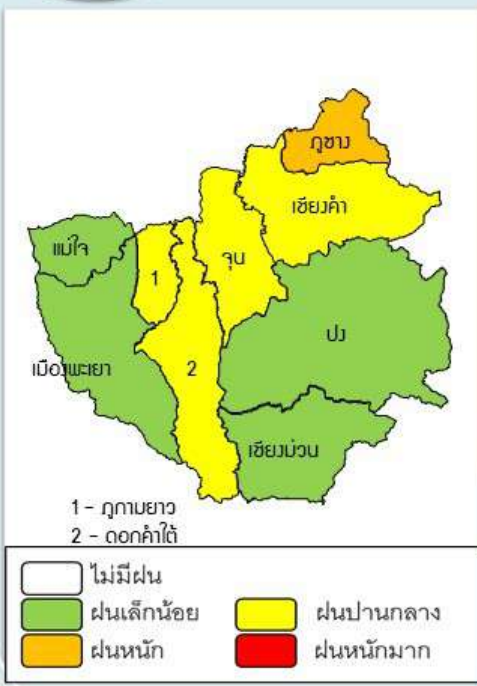 ภูซาง
เชียงคำ
แม่ใจ
จุน
1
ปง
เมืองพะเยา
2
เชียงม่วน
1 - ภูกามยาว
2 - ดอกคำใต้
ไม่มีฝน
ฝนเล็กน้อย ฝนปานกลาง
ฝนหนัก ฝนหนักมาก